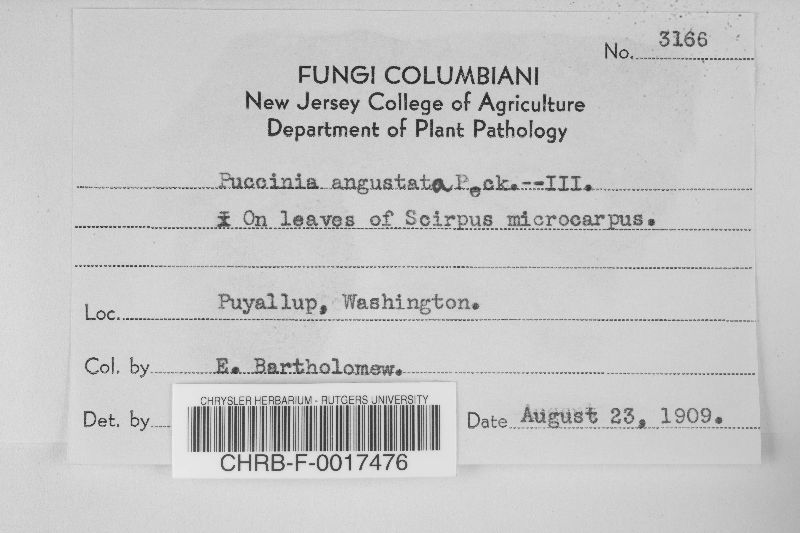 No. 3166
FUNGI COLUMBIANI
New Jersey College of Agriculture
Department of Plant Pathology
Puccinia angustata Peck.--III.
On leaves of Scirpus microcarpus.
Loc. Puyallup, Washington.
Col. by E. Bartholomew.
Det. by
Date August 23, 1909.
CHRYSLER HERBARIUM - RUTGERS UNIVERSITY
CHRB-F-0017476